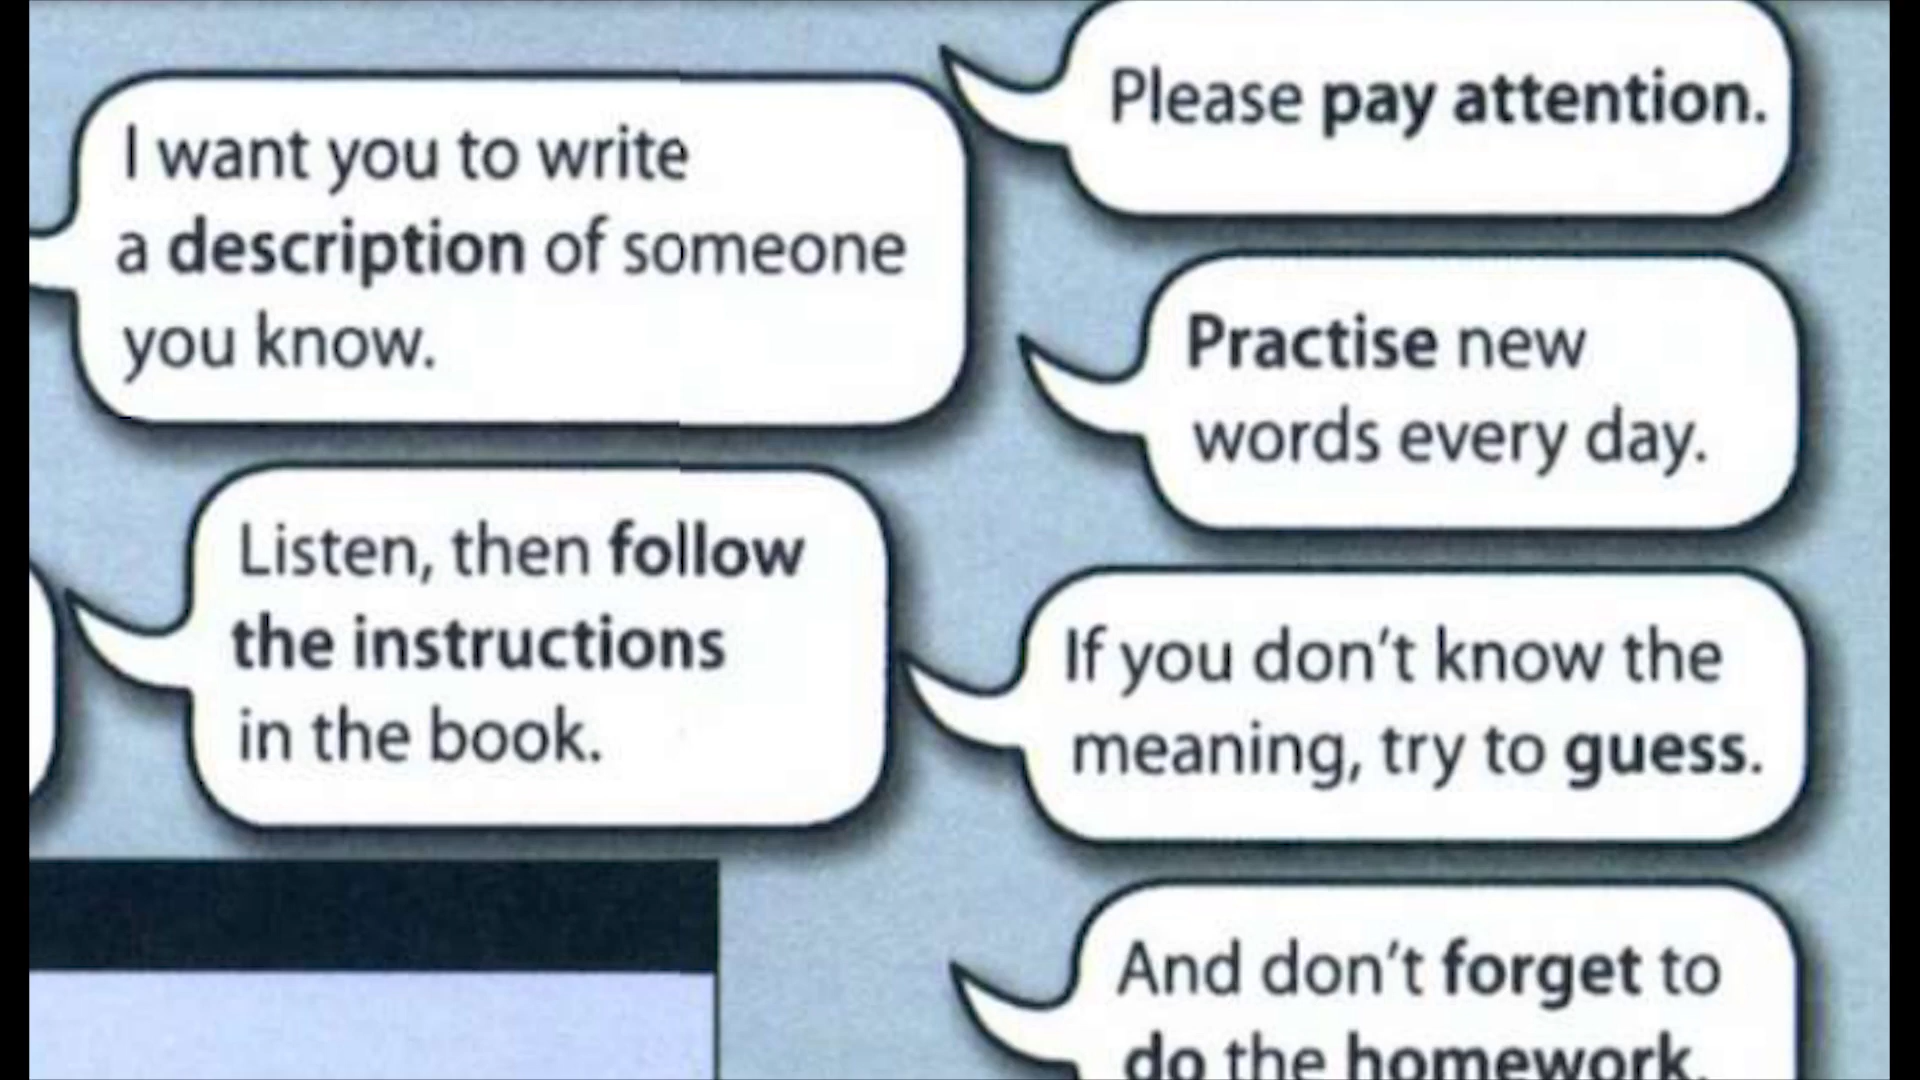 I want you to write
a description of someone
you know.
Please pay attention.
Practise new
words every day.
Listen, then follow
the instructions
in the book.
If you don't know the
meaning, try to guess.
And don't forget to
do the homework.